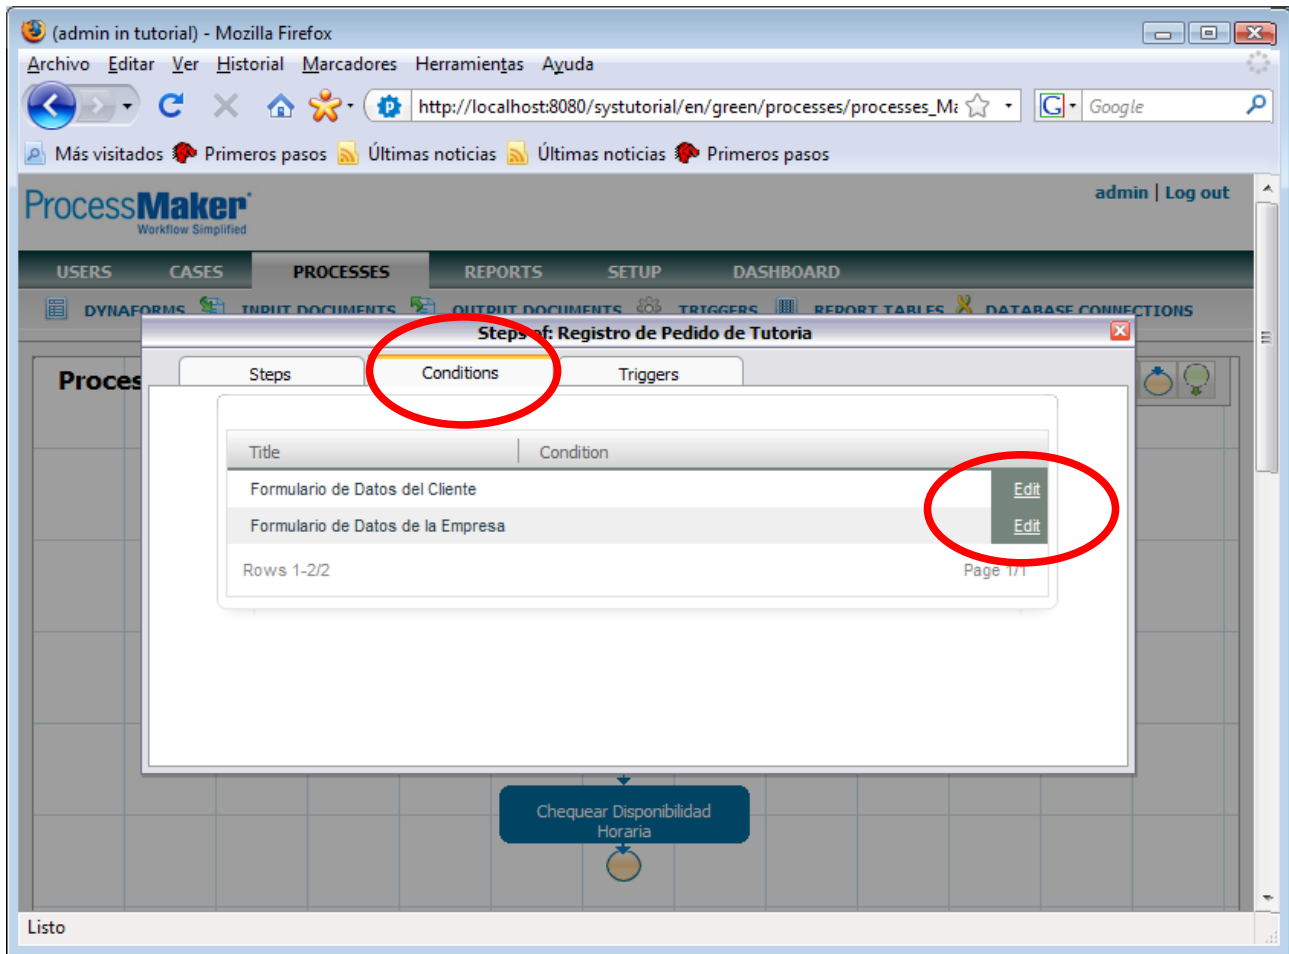 (admin in tutorial) - Mozilla Firefox
Archivo Editar Ver Historial Marcadores Herramientas Ayuda
http://localhost:8080/systutorial/en/green/processes/processes_Ma
G Google
Más visitados Primeros pasos Últimas noticias Últimas noticias Primeros pasos
ProcessMaker
Workflow Simplified
admin | Log out
USERS CASES PROCESSES REPORTS SETUP DASHBOARD
DYNAFORMS INPUT DOCUMENTS OUTPUT DOCUMENTS TRIGGERS REPORT TABLES DATABASE CONNECTIONS
Steps of: Registro de Pedido de Tutoria
Proces
Steps Conditions Triggers
Title Condition
Formulario de Datos del Cliente Edit
Formulario de Datos de la Empresa Edit
Rows 1-2/2 Page 1/1
Chequear Disponibilidad
Horaria
Listo